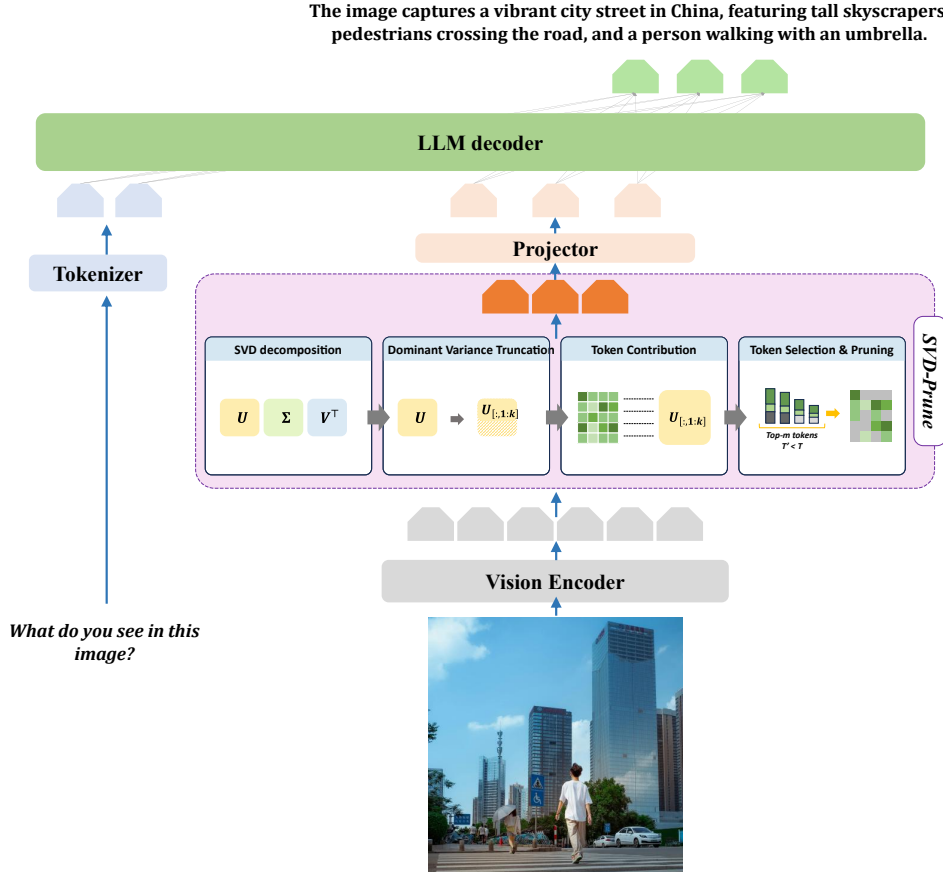 The image captures a vibrant city street in China, featuring tall skyscrapers
pedestrians crossing the road, and a person walking with an umbrella.
LLM decoder
Projector
Tokenizer
SVD-Prune
SVD decomposition
U Σ V⊤
Dominant Variance Truncation
U U[:,1:k]
Token Contribution
U[:,1:k]
Token Selection & Pruning
Top-m tokens
T' < T
Vision Encoder
What do you see in this
image?